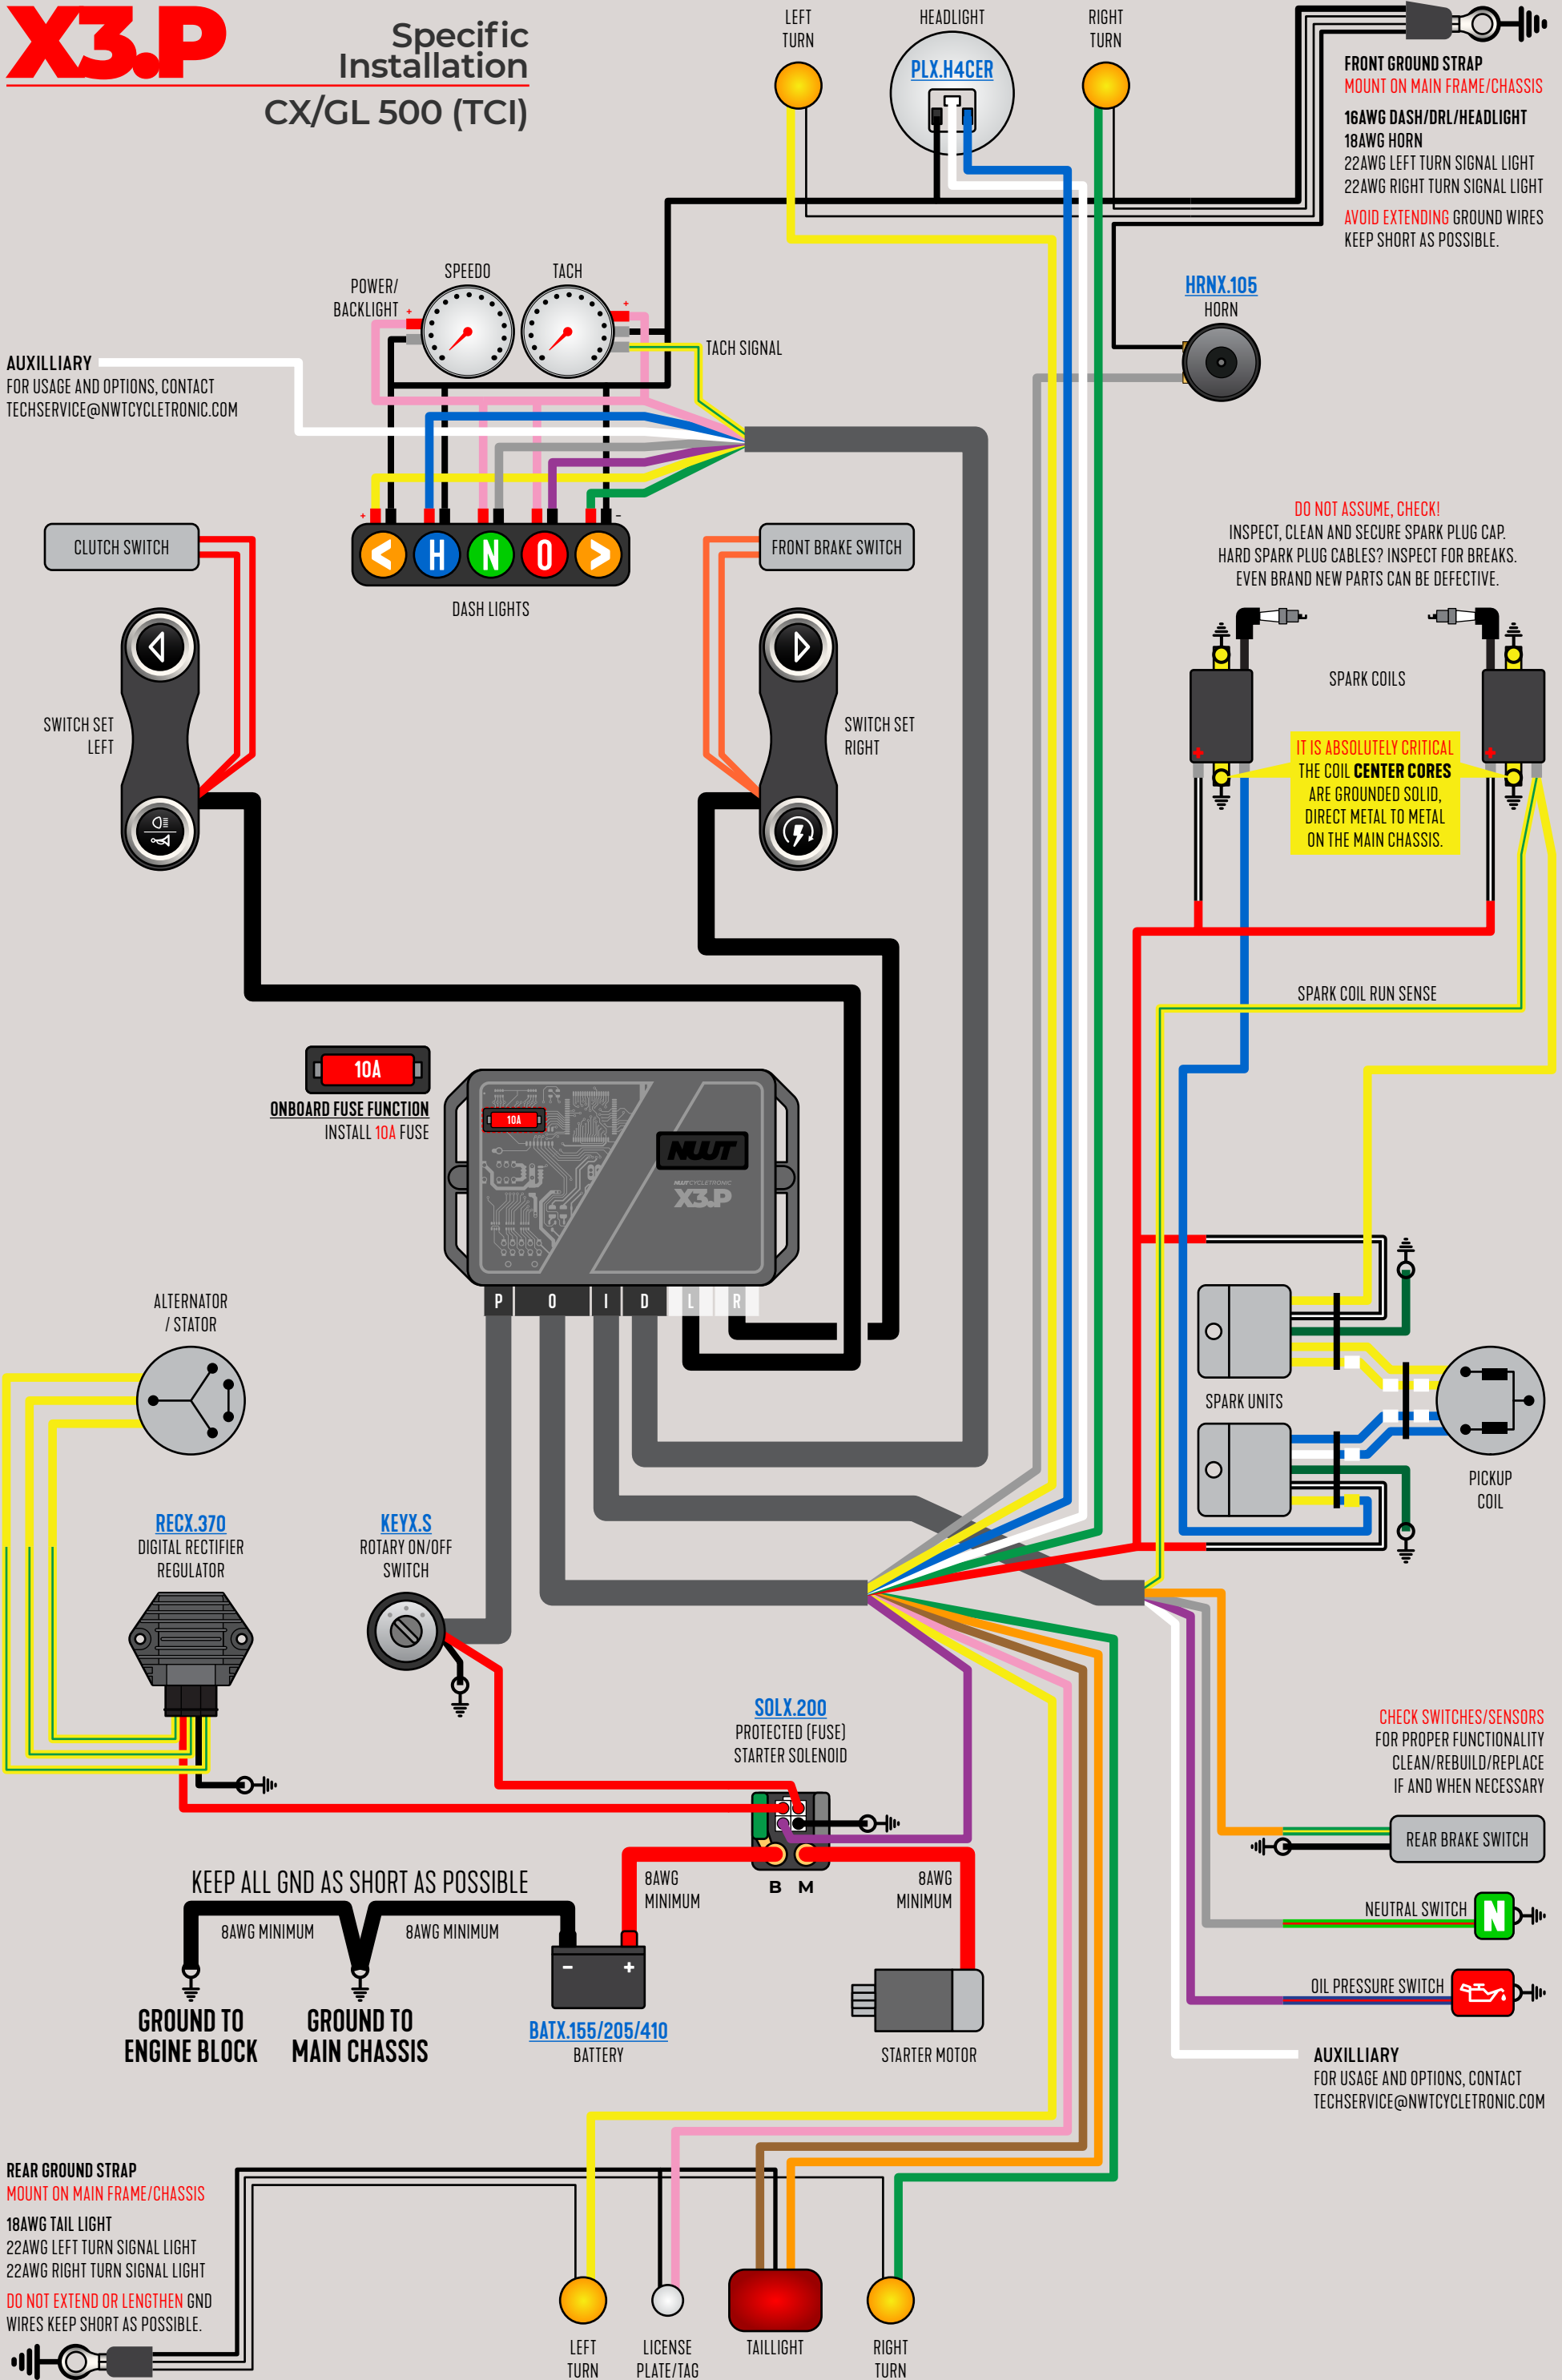 X3.P
Specific
Installation
CX/GL 500 (TCI)
LEFT
TURN
HEADLIGHT
PLX.H4CER
RIGHT
TURN
FRONT GROUND STRAP
MOUNT ON MAIN FRAME/CHASSIS
16AWG DASH/DRL/HEADLIGHT
18AWG HORN
22AWG LEFT TURN SIGNAL LIGHT
22AWG RIGHT TURN SIGNAL LIGHT
AVOID EXTENDING GROUND WIRES
KEEP SHORT AS POSSIBLE.
POWER/
BACKLIGHT
SPEEDO
TACH
+
+
TACH SIGNAL
HRNX.105
HORN
AUXILLIARY
FOR USAGE AND OPTIONS, CONTACT
TECHSERVICE@NWTCYCLETRONIC.COM
+
-
< H N O >
DASH LIGHTS
CLUTCH SWITCH
FRONT BRAKE SWITCH
SWITCH SET
LEFT
SWITCH SET
RIGHT
DO NOT ASSUME, CHECK!
INSPECT, CLEAN AND SECURE SPARK PLUG CAP.
HARD SPARK PLUG CABLES? INSPECT FOR BREAKS.
EVEN BRAND NEW PARTS CAN BE DEFECTIVE.
SPARK COILS
+
+
IT IS ABSOLUTELY CRITICAL
THE COIL CENTER CORES
ARE GROUNDED SOLID,
DIRECT METAL TO METAL
ON THE MAIN CHASSIS.
SPARK COIL RUN SENSE
10A
ONBOARD FUSE FUNCTION
INSTALL 10A FUSE
10A
NWT
NWT CYCLETRONIC
X3.P
P O I D L R
ALTERNATOR
/ STATOR
SPARK UNITS
PICKUP
COIL
RECX.370
DIGITAL RECTIFIER
REGULATOR
KEYX.S
ROTARY ON/OFF
SWITCH
SOLX.200
PROTECTED (FUSE)
STARTER SOLENOID
B M
8AWG
MINIMUM
8AWG
MINIMUM
KEEP ALL GND AS SHORT AS POSSIBLE
8AWG MINIMUM
8AWG MINIMUM
GROUND TO
ENGINE BLOCK
GROUND TO
MAIN CHASSIS
- +
BATX.155/205/410
BATTERY
STARTER MOTOR
CHECK SWITCHES/SENSORS
FOR PROPER FUNCTIONALITY
CLEAN/REBUILD/REPLACE
IF AND WHEN NECESSARY
REAR BRAKE SWITCH
NEUTRAL SWITCH
N
OIL PRESSURE SWITCH
AUXILLIARY
FOR USAGE AND OPTIONS, CONTACT
TECHSERVICE@NWTCYCLETRONIC.COM
REAR GROUND STRAP
MOUNT ON MAIN FRAME/CHASSIS
18AWG TAIL LIGHT
22AWG LEFT TURN SIGNAL LIGHT
22AWG RIGHT TURN SIGNAL LIGHT
DO NOT EXTEND OR LENGTHEN GND
WIRES KEEP SHORT AS POSSIBLE.
LEFT
TURN
LICENSE
PLATE/TAG
TAILLIGHT
RIGHT
TURN